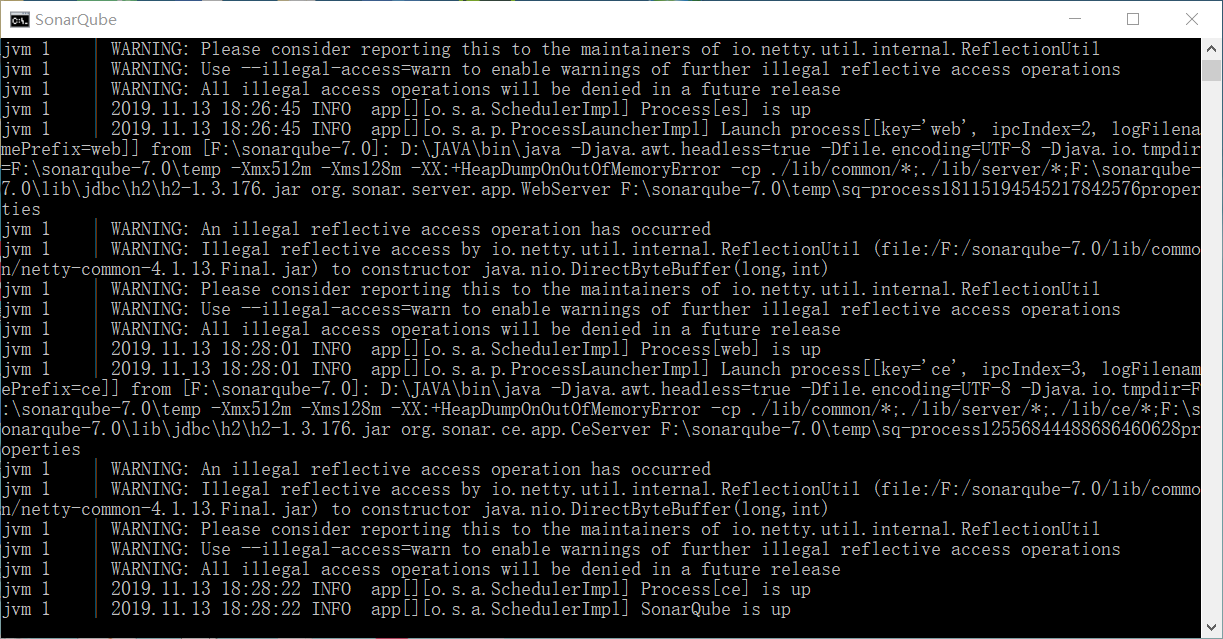 SonarQube
jvm 1    | WARNING: Please consider reporting this to the maintainers of io.netty.util.internal.ReflectionUtil
jvm 1    | WARNING: Use --illegal-access=warn to enable warnings of further illegal reflective access operations
jvm 1    | WARNING: All illegal access operations will be denied in a future release
jvm 1    | 2019.11.13 18:26:45 INFO  app[][o.s.a.SchedulerImpl] Process[es] is up
jvm 1    | 2019.11.13 18:26:45 INFO  app[][o.s.a.p.ProcessLauncherImpl] Launch process[[key='web', ipcIndex=2, logFilena
mePrefix=web]] from [F:\sonarqube-7.0]: D:\JAVA\bin\java -Djava.awt.headless=true -Dfile.encoding=UTF-8 -Djava.io.tmpdir
=F:\sonarqube-7.0\temp -Xmx512m -Xms128m -XX:+HeapDumpOnOutOfMemoryError -cp ./lib/common/*;./lib/server/*;F:\sonarqube-
7.0\lib\jdbc\h2\h2-1.3.176.jar org.sonar.server.app.WebServer F:\sonarqube-7.0\temp\sq-process18115194545217842576proper
ties
jvm 1    | WARNING: An illegal reflective access operation has occurred
jvm 1    | WARNING: Illegal reflective access by io.netty.util.internal.ReflectionUtil (file:/F:/sonarqube-7.0/lib/commo
n/netty-common-4.1.13.Final.jar) to constructor java.nio.DirectByteBuffer(long,int)
jvm 1    | WARNING: Please consider reporting this to the maintainers of io.netty.util.internal.ReflectionUtil
jvm 1    | WARNING: Use --illegal-access=warn to enable warnings of further illegal reflective access operations
jvm 1    | WARNING: All illegal access operations will be denied in a future release
jvm 1    | 2019.11.13 18:28:01 INFO  app[][o.s.a.SchedulerImpl] Process[web] is up
jvm 1    | 2019.11.13 18:28:01 INFO  app[][o.s.a.p.ProcessLauncherImpl] Launch process[[key='ce', ipcIndex=3, logFilenam
ePrefix=ce]] from [F:\sonarqube-7.0]: D:\JAVA\bin\java -Djava.awt.headless=true -Dfile.encoding=UTF-8 -Djava.io.tmpdir=F
:\sonarqube-7.0\temp -Xmx512m -Xms128m -XX:+HeapDumpOnOutOfMemoryError -cp ./lib/common/*;./lib/server/*;./lib/ce/*;F:\s
onarqube-7.0\lib\jdbc\h2\h2-1.3.176.jar org.sonar.ce.app.CeServer F:\sonarqube-7.0\temp\sq-process12556844488686460628pr
operties
jvm 1    | WARNING: An illegal reflective access operation has occurred
jvm 1    | WARNING: Illegal reflective access by io.netty.util.internal.ReflectionUtil (file:/F:/sonarqube-7.0/lib/commo
n/netty-common-4.1.13.Final.jar) to constructor java.nio.DirectByteBuffer(long,int)
jvm 1    | WARNING: Please consider reporting this to the maintainers of io.netty.util.internal.ReflectionUtil
jvm 1    | WARNING: Use --illegal-access=warn to enable warnings of further illegal reflective access operations
jvm 1    | WARNING: All illegal access operations will be denied in a future release
jvm 1    | 2019.11.13 18:28:22 INFO  app[][o.s.a.SchedulerImpl] Process[ce] is up
jvm 1    | 2019.11.13 18:28:22 INFO  app[][o.s.a.SchedulerImpl] SonarQube is up